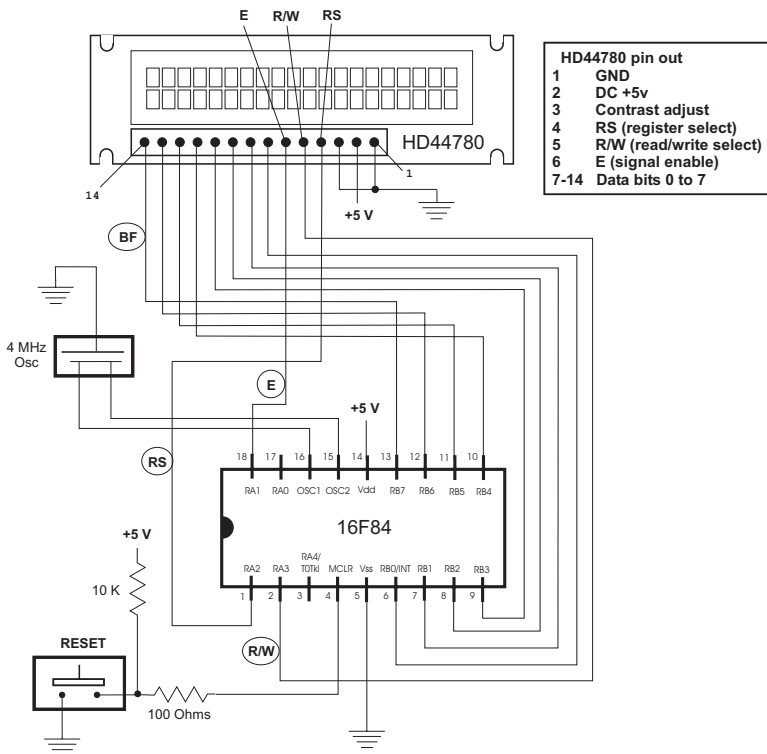 E R/W RS
HD44780 pin out
1 GND
2 DC +5v
3 Contrast adjust
4 RS (register select)
5 R/W (read/write select)
6 E (signal enable)
7-14 Data bits 0 to 7
HD44780
14
1
+5 V
BF
4 MHz
Osc
E
+5 V
RS
18 17 16 15 14 13 12 11 10
RA1 RA0 OSC1 OSC2 Vdd RB7 RB6 RB5 RB4
16F84
+5 V
RA4/
RA2 RA3 T0Tkl MCLR Vss RB0/INT RB1 RB2 RB3
1 2 3 4 5 6 7 8 9
10 K
RESET
R/W
100 Ohms